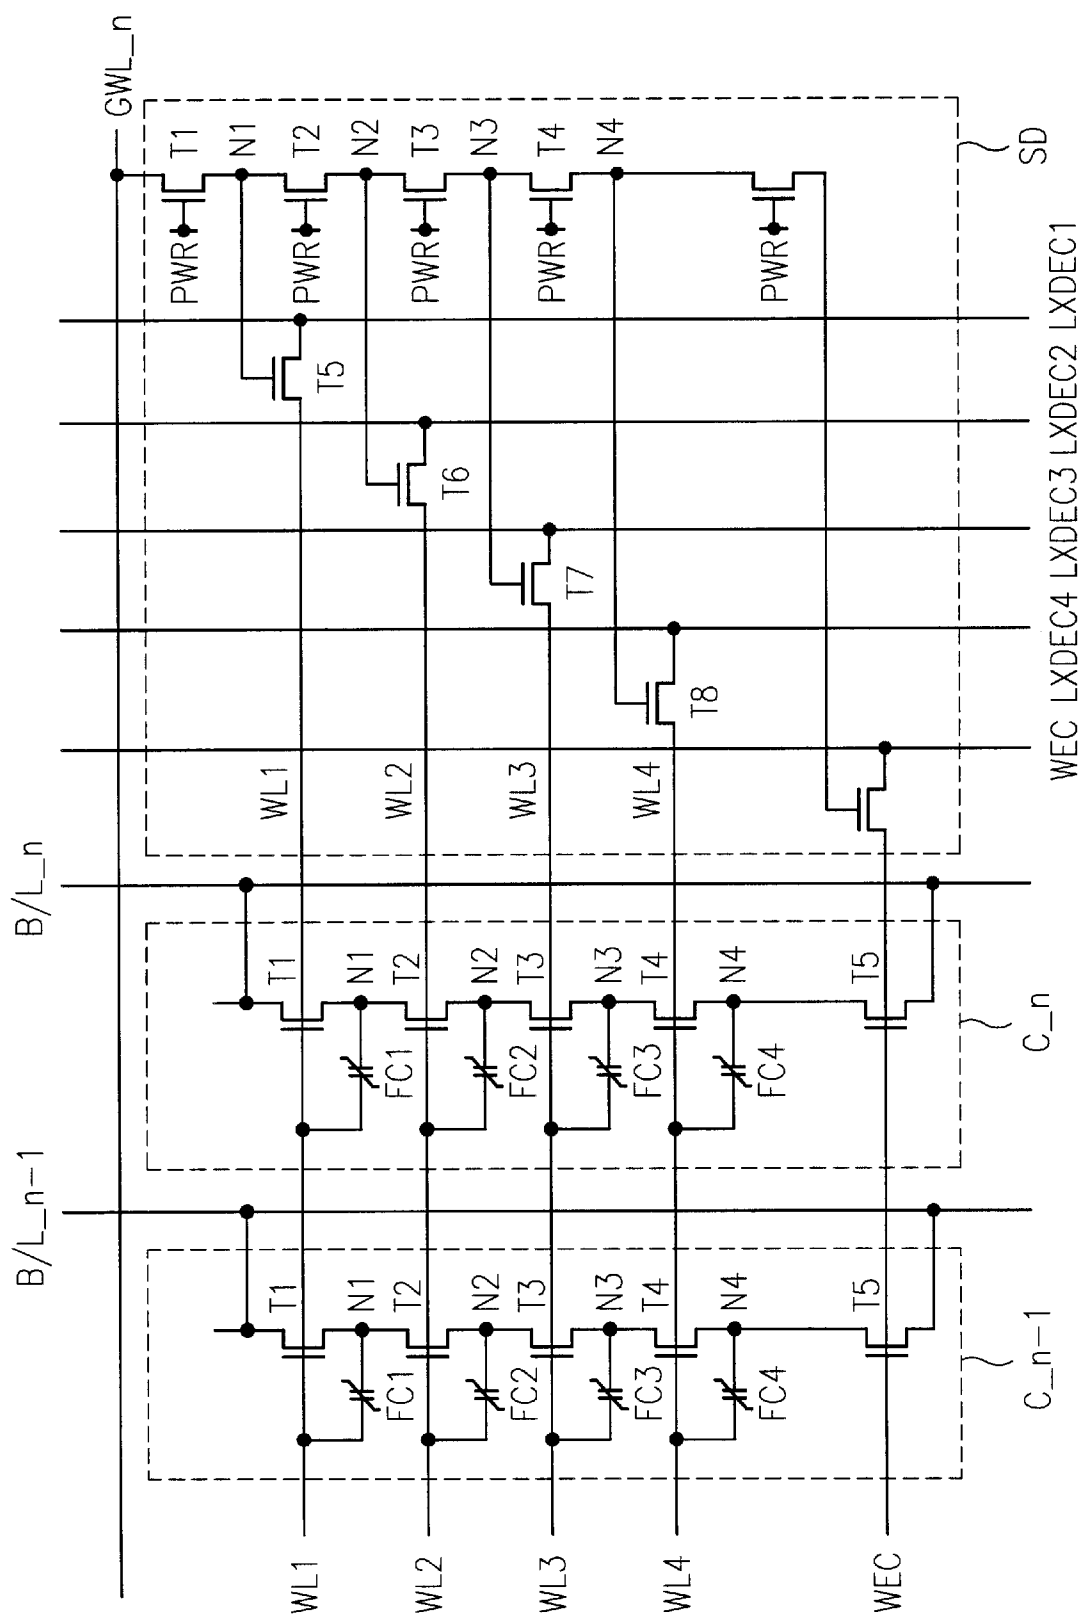 GWL_n
T1
N1
T2
N2
T3
N3
T4
N4
PWR
PWR
PWR
PWR
PWR
SD
T5
T6
T7
T8
WEC LXDEC4 LXDEC3 LXDEC2 LXDEC1
WL1
WL2
WL3
WL4
B/L_n
T1
N1
T2
N2
T3
N3
T4
N4
T5
FC1
FC2
FC3
FC4
C_n
B/L_n-1
T1
N1
T2
N2
T3
N3
T4
N4
T5
FC1
FC2
FC3
FC4
C_n-1
WL1
WL2
WL3
WL4
WEC